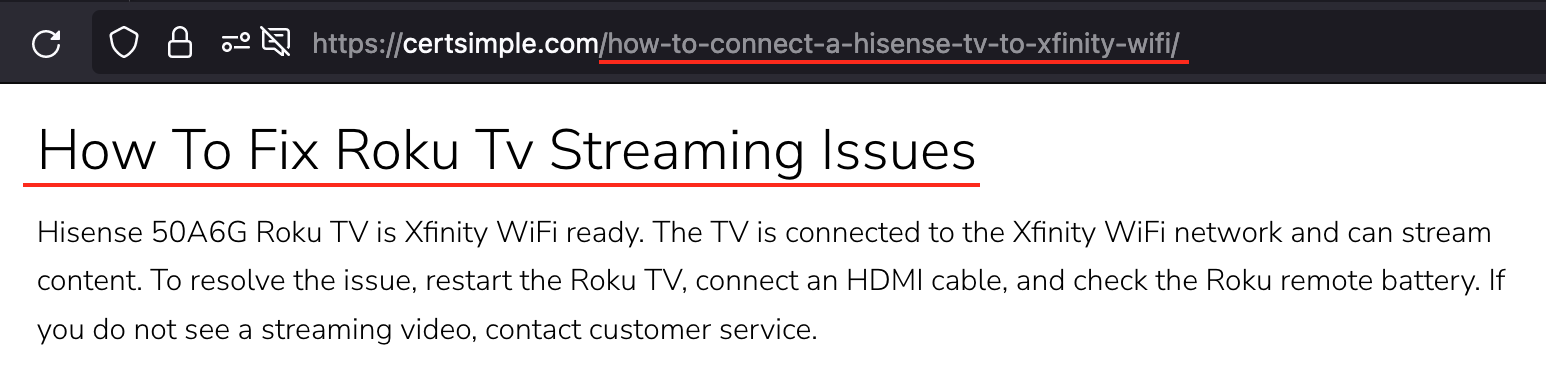 https://certsimple.com/how-to-connect-a-hisense-tv-to-xfinity-wifi/
How To Fix Roku Tv Streaming Issues
Hisense 50A6G Roku TV is Xfinity WiFi ready. The TV is connected to the Xfinity WiFi network and can stream
content. To resolve the issue, restart the Roku TV, connect an HDMI cable, and check the Roku remote battery. If
you do not see a streaming video, contact customer service.